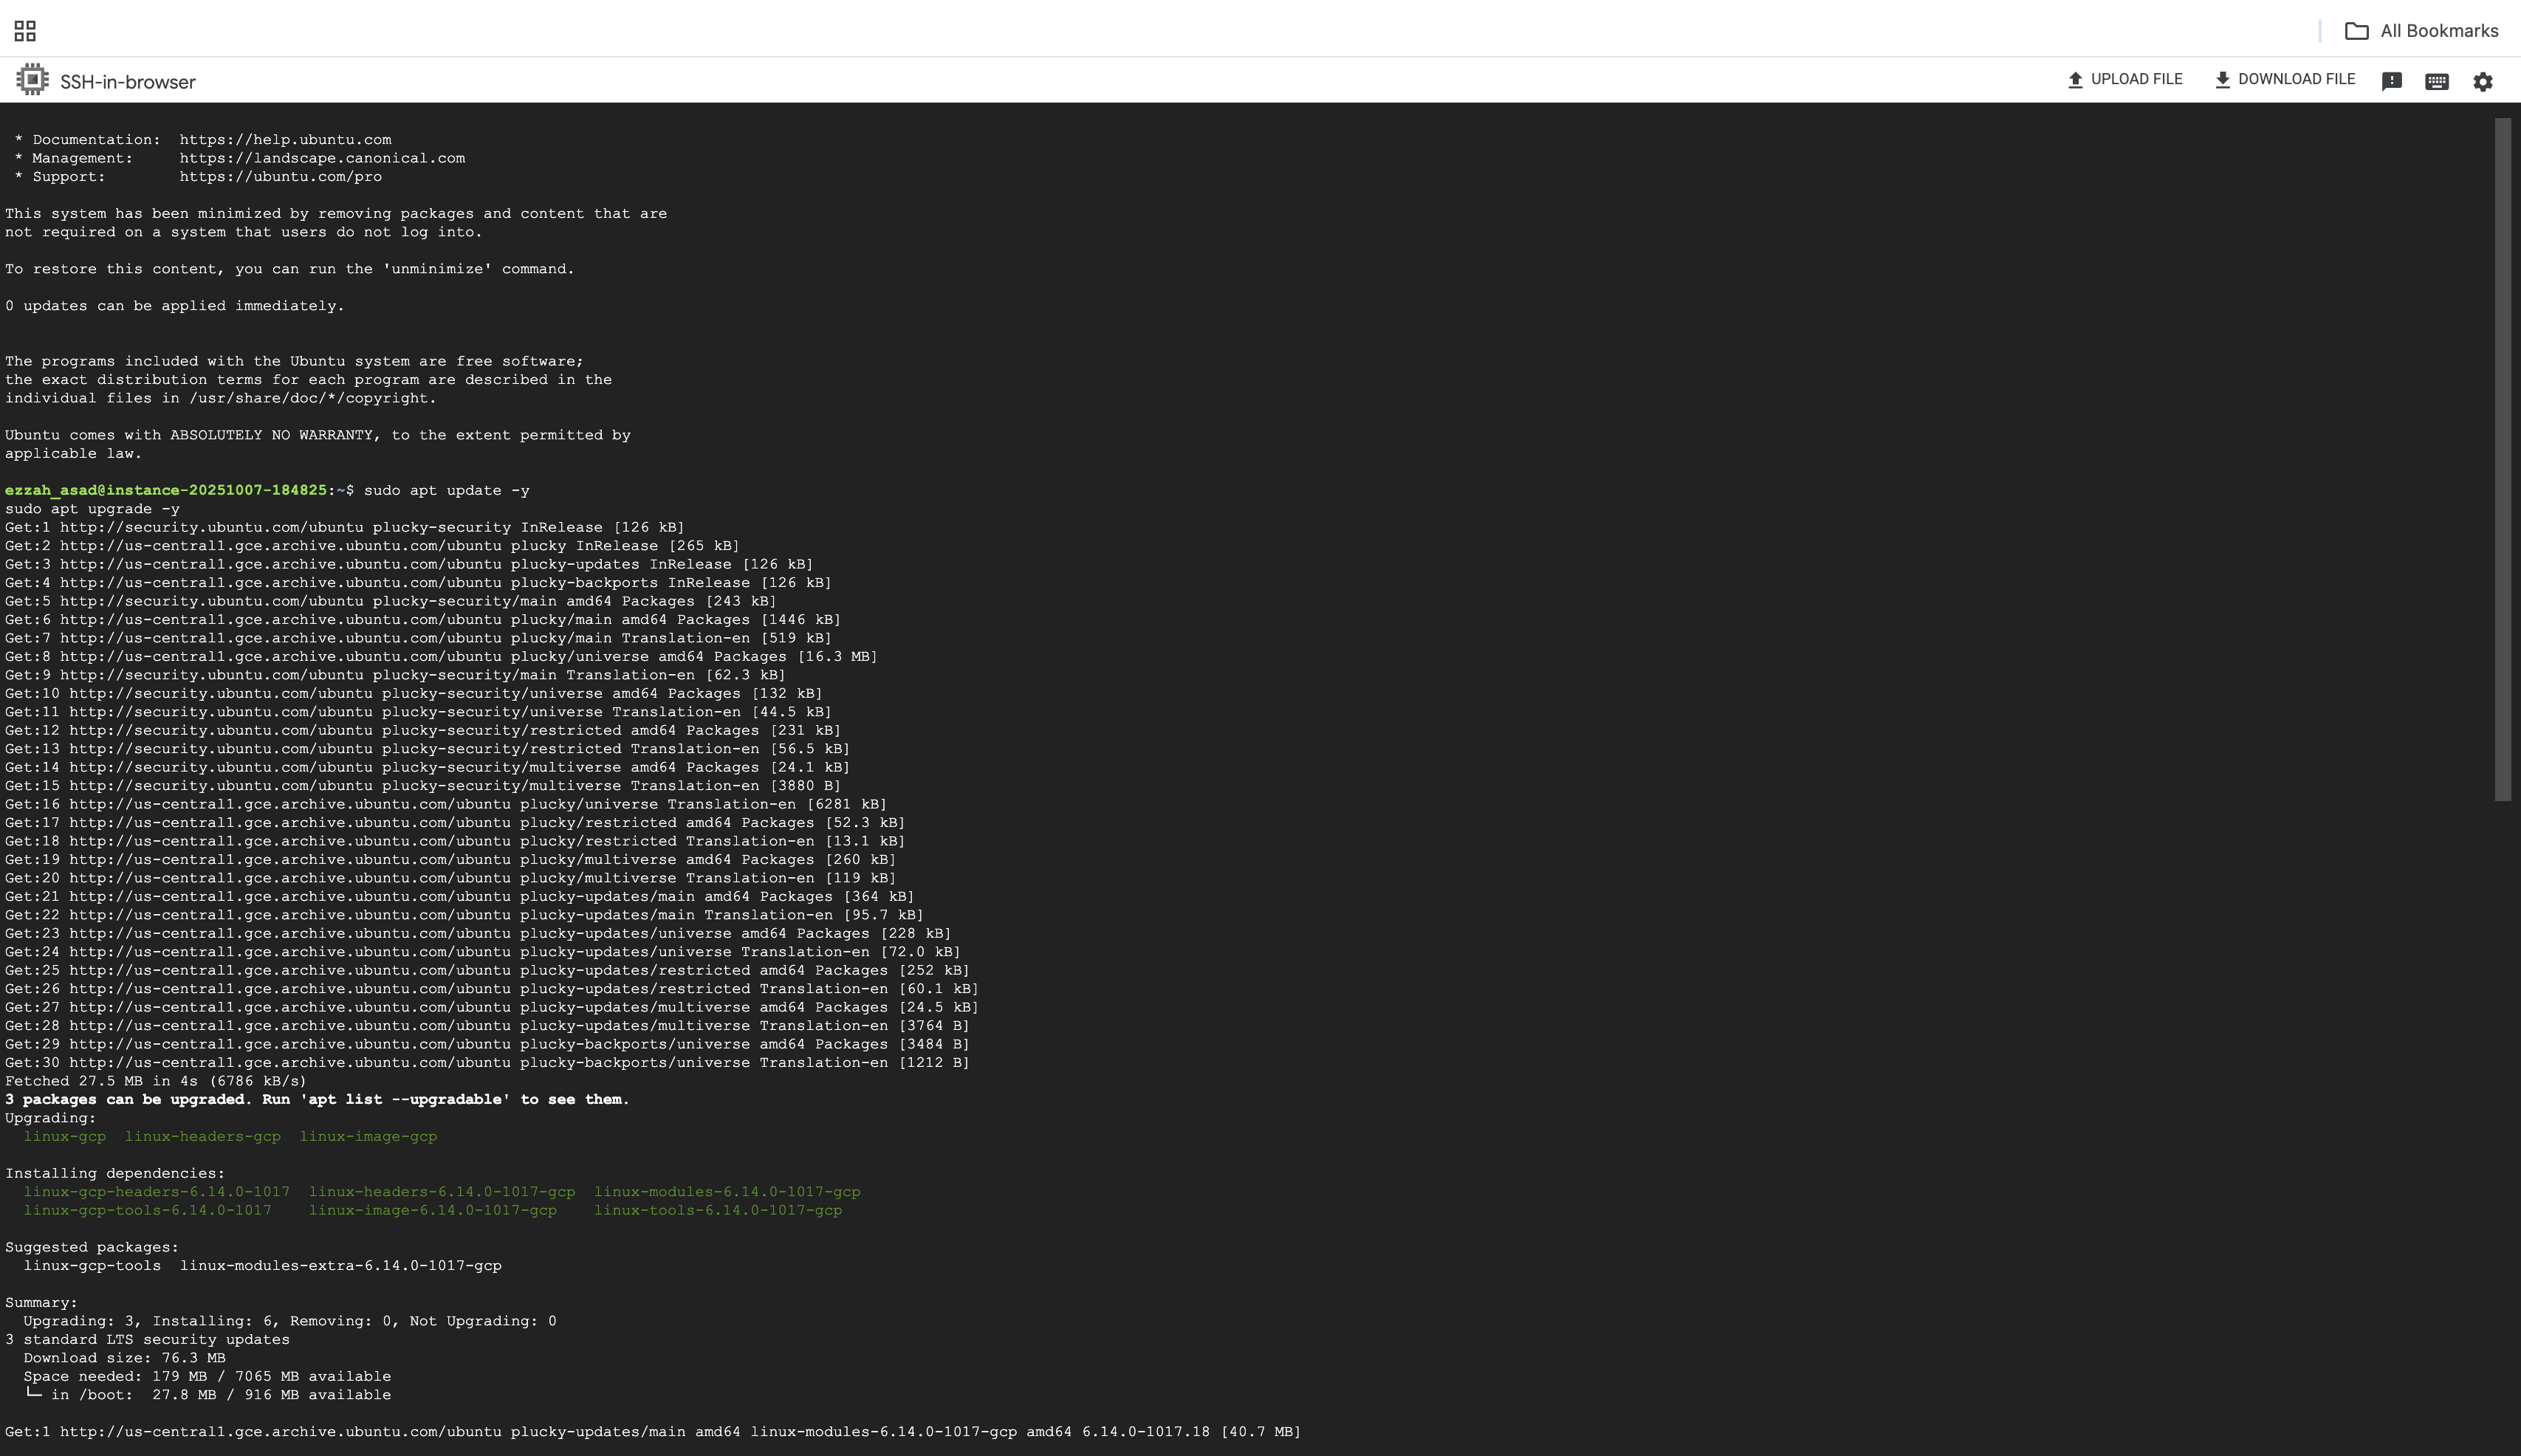 All Bookmarks
SSH-in-browser
UPLOAD FILE
DOWNLOAD FILE
 * Documentation:  https://help.ubuntu.com
 * Management:     https://landscape.canonical.com
 * Support:        https://ubuntu.com/pro
This system has been minimized by removing packages and content that are
not required on a system that users do not log into.
To restore this content, you can run the 'unminimize' command.
0 updates can be applied immediately.
The programs included with the Ubuntu system are free software;
the exact distribution terms for each program are described in the
individual files in /usr/share/doc/*/copyright.
Ubuntu comes with ABSOLUTELY NO WARRANTY, to the extent permitted by
applicable law.
ezzah_asad@instance-20251007-184825:~$ sudo apt update -y
sudo apt upgrade -y
Get:1 http://security.ubuntu.com/ubuntu plucky-security InRelease [126 kB]
Get:2 http://us-central1.gce.archive.ubuntu.com/ubuntu plucky InRelease [265 kB]
Get:3 http://us-central1.gce.archive.ubuntu.com/ubuntu plucky-updates InRelease [126 kB]
Get:4 http://us-central1.gce.archive.ubuntu.com/ubuntu plucky-backports InRelease [126 kB]
Get:5 http://security.ubuntu.com/ubuntu plucky-security/main amd64 Packages [243 kB]
Get:6 http://us-central1.gce.archive.ubuntu.com/ubuntu plucky/main amd64 Packages [1446 kB]
Get:7 http://us-central1.gce.archive.ubuntu.com/ubuntu plucky/main Translation-en [519 kB]
Get:8 http://us-central1.gce.archive.ubuntu.com/ubuntu plucky/universe amd64 Packages [16.3 MB]
Get:9 http://security.ubuntu.com/ubuntu plucky-security/main Translation-en [62.3 kB]
Get:10 http://security.ubuntu.com/ubuntu plucky-security/universe amd64 Packages [132 kB]
Get:11 http://security.ubuntu.com/ubuntu plucky-security/universe Translation-en [44.5 kB]
Get:12 http://security.ubuntu.com/ubuntu plucky-security/restricted amd64 Packages [231 kB]
Get:13 http://security.ubuntu.com/ubuntu plucky-security/restricted Translation-en [56.5 kB]
Get:14 http://security.ubuntu.com/ubuntu plucky-security/multiverse amd64 Packages [24.1 kB]
Get:15 http://security.ubuntu.com/ubuntu plucky-security/multiverse Translation-en [3880 B]
Get:16 http://us-central1.gce.archive.ubuntu.com/ubuntu plucky/universe Translation-en [6281 kB]
Get:17 http://us-central1.gce.archive.ubuntu.com/ubuntu plucky/restricted amd64 Packages [52.3 kB]
Get:18 http://us-central1.gce.archive.ubuntu.com/ubuntu plucky/restricted Translation-en [13.1 kB]
Get:19 http://us-central1.gce.archive.ubuntu.com/ubuntu plucky/multiverse amd64 Packages [260 kB]
Get:20 http://us-central1.gce.archive.ubuntu.com/ubuntu plucky/multiverse Translation-en [119 kB]
Get:21 http://us-central1.gce.archive.ubuntu.com/ubuntu plucky-updates/main amd64 Packages [364 kB]
Get:22 http://us-central1.gce.archive.ubuntu.com/ubuntu plucky-updates/main Translation-en [95.7 kB]
Get:23 http://us-central1.gce.archive.ubuntu.com/ubuntu plucky-updates/universe amd64 Packages [228 kB]
Get:24 http://us-central1.gce.archive.ubuntu.com/ubuntu plucky-updates/universe Translation-en [72.0 kB]
Get:25 http://us-central1.gce.archive.ubuntu.com/ubuntu plucky-updates/restricted amd64 Packages [252 kB]
Get:26 http://us-central1.gce.archive.ubuntu.com/ubuntu plucky-updates/restricted Translation-en [60.1 kB]
Get:27 http://us-central1.gce.archive.ubuntu.com/ubuntu plucky-updates/multiverse amd64 Packages [24.5 kB]
Get:28 http://us-central1.gce.archive.ubuntu.com/ubuntu plucky-updates/multiverse Translation-en [3764 B]
Get:29 http://us-central1.gce.archive.ubuntu.com/ubuntu plucky-backports/universe amd64 Packages [3484 B]
Get:30 http://us-central1.gce.archive.ubuntu.com/ubuntu plucky-backports/universe Translation-en [1212 B]
Fetched 27.5 MB in 4s (6786 kB/s)
3 packages can be upgraded. Run 'apt list --upgradable' to see them.
Upgrading:
  linux-gcp  linux-headers-gcp  linux-image-gcp
Installing dependencies:
  linux-gcp-headers-6.14.0-1017  linux-headers-6.14.0-1017-gcp  linux-modules-6.14.0-1017-gcp
  linux-gcp-tools-6.14.0-1017    linux-image-6.14.0-1017-gcp    linux-tools-6.14.0-1017-gcp
Suggested packages:
  linux-gcp-tools  linux-modules-extra-6.14.0-1017-gcp
Summary:
  Upgrading: 3, Installing: 6, Removing: 0, Not Upgrading: 0
3 standard LTS security updates
  Download size: 76.3 MB
  Space needed: 179 MB / 7065 MB available
  └─ in /boot:  27.8 MB / 916 MB available
Get:1 http://us-central1.gce.archive.ubuntu.com/ubuntu plucky-updates/main amd64 linux-modules-6.14.0-1017-gcp amd64 6.14.0-1017.18 [40.7 MB]